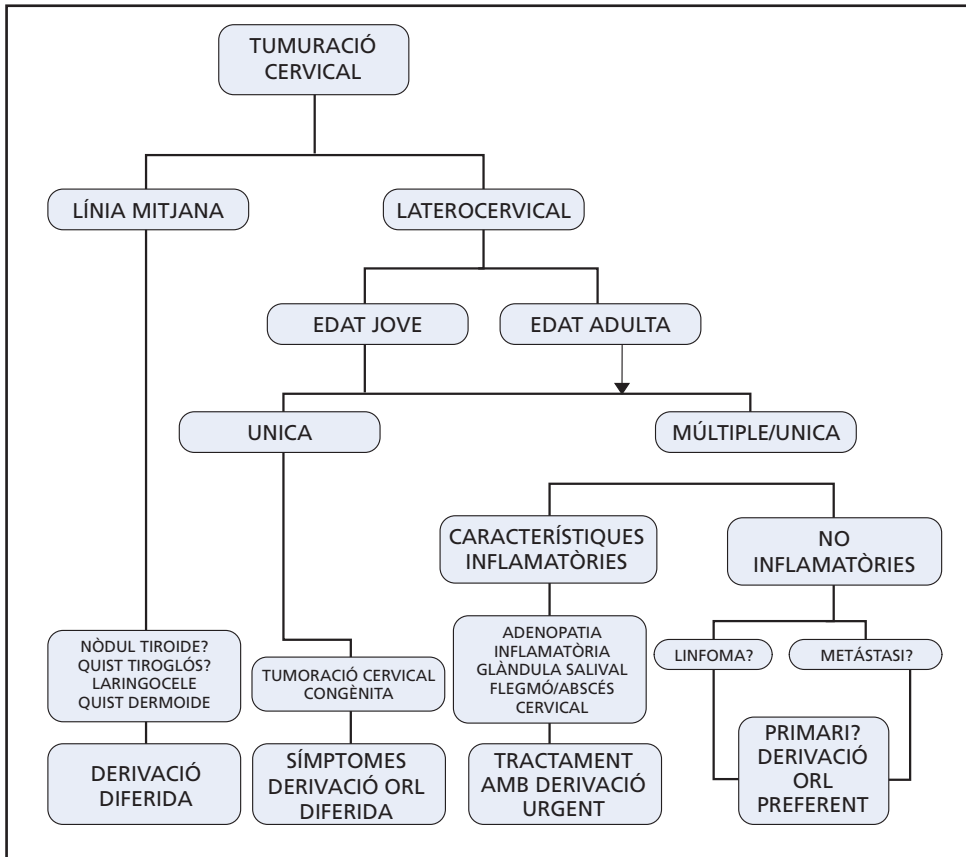 TUMURACIÓ
CERVICAL
LÍNIA MITJANA
LATEROCERVICAL
EDAT JOVE
EDAT ADULTA
UNICA
MÚLTIPLE/UNICA
CARACTERÍSTIQUES
INFLAMATÒRIES
NO
INFLAMATÒRIES
NÒDUL TIROIDE?
QUIST TIROGLÓS?
LARINGOCELE
QUIST DERMOIDE
TUMORACIÓ CERVICAL
CONGÈNITA
ADENOPATIA
INFLAMATÒRIA
GLÀNDULA SALIVAL
FLEGMÓ/ABSCÉS
CERVICAL
LINFOMA?
METÁSTASI?
DERIVACIÓ
DIFERIDA
SÍMPTOMES
DERIVACIÓ ORL
DIFERIDA
TRACTAMENT
AMB DERIVACIÓ
URGENT
PRIMARI?
DERIVACIÓ
ORL
PREFERENT